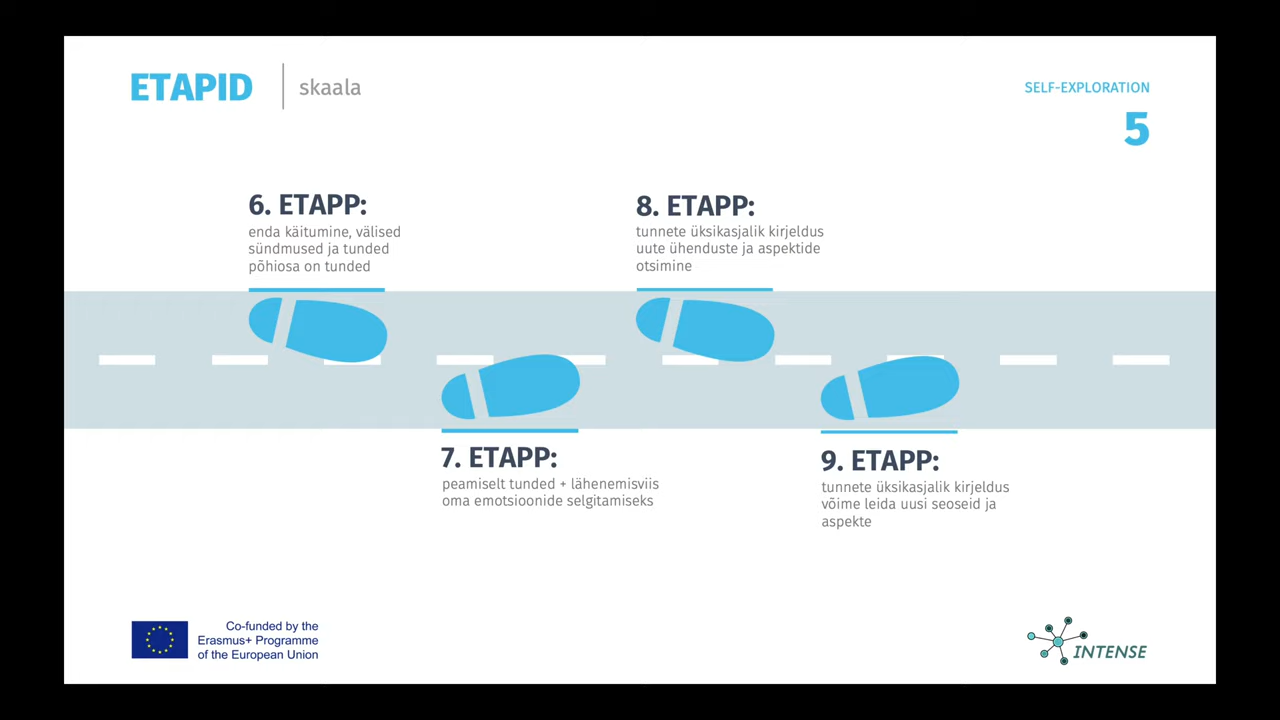 ETAPID
skaala
SELF-EXPLORATION
5
6. ETAPP:
enda käitumine, välised
sündmused ja tunded
põhiosa on tunded
8. ETAPP:
tunnete üksikasjalik kirjeldus
uute ühenduste ja aspektide
otsimine
7. ETAPP:
peamiselt tunded + lähenemisviis
oma emotsioonide selgitamiseks
9. ETAPP:
tunnete üksikasjalik kirjeldus
võime leida uusi seoseid ja
aspekte
Co-funded by the
Erasmus+ Programme
of the European Union
INTENSE